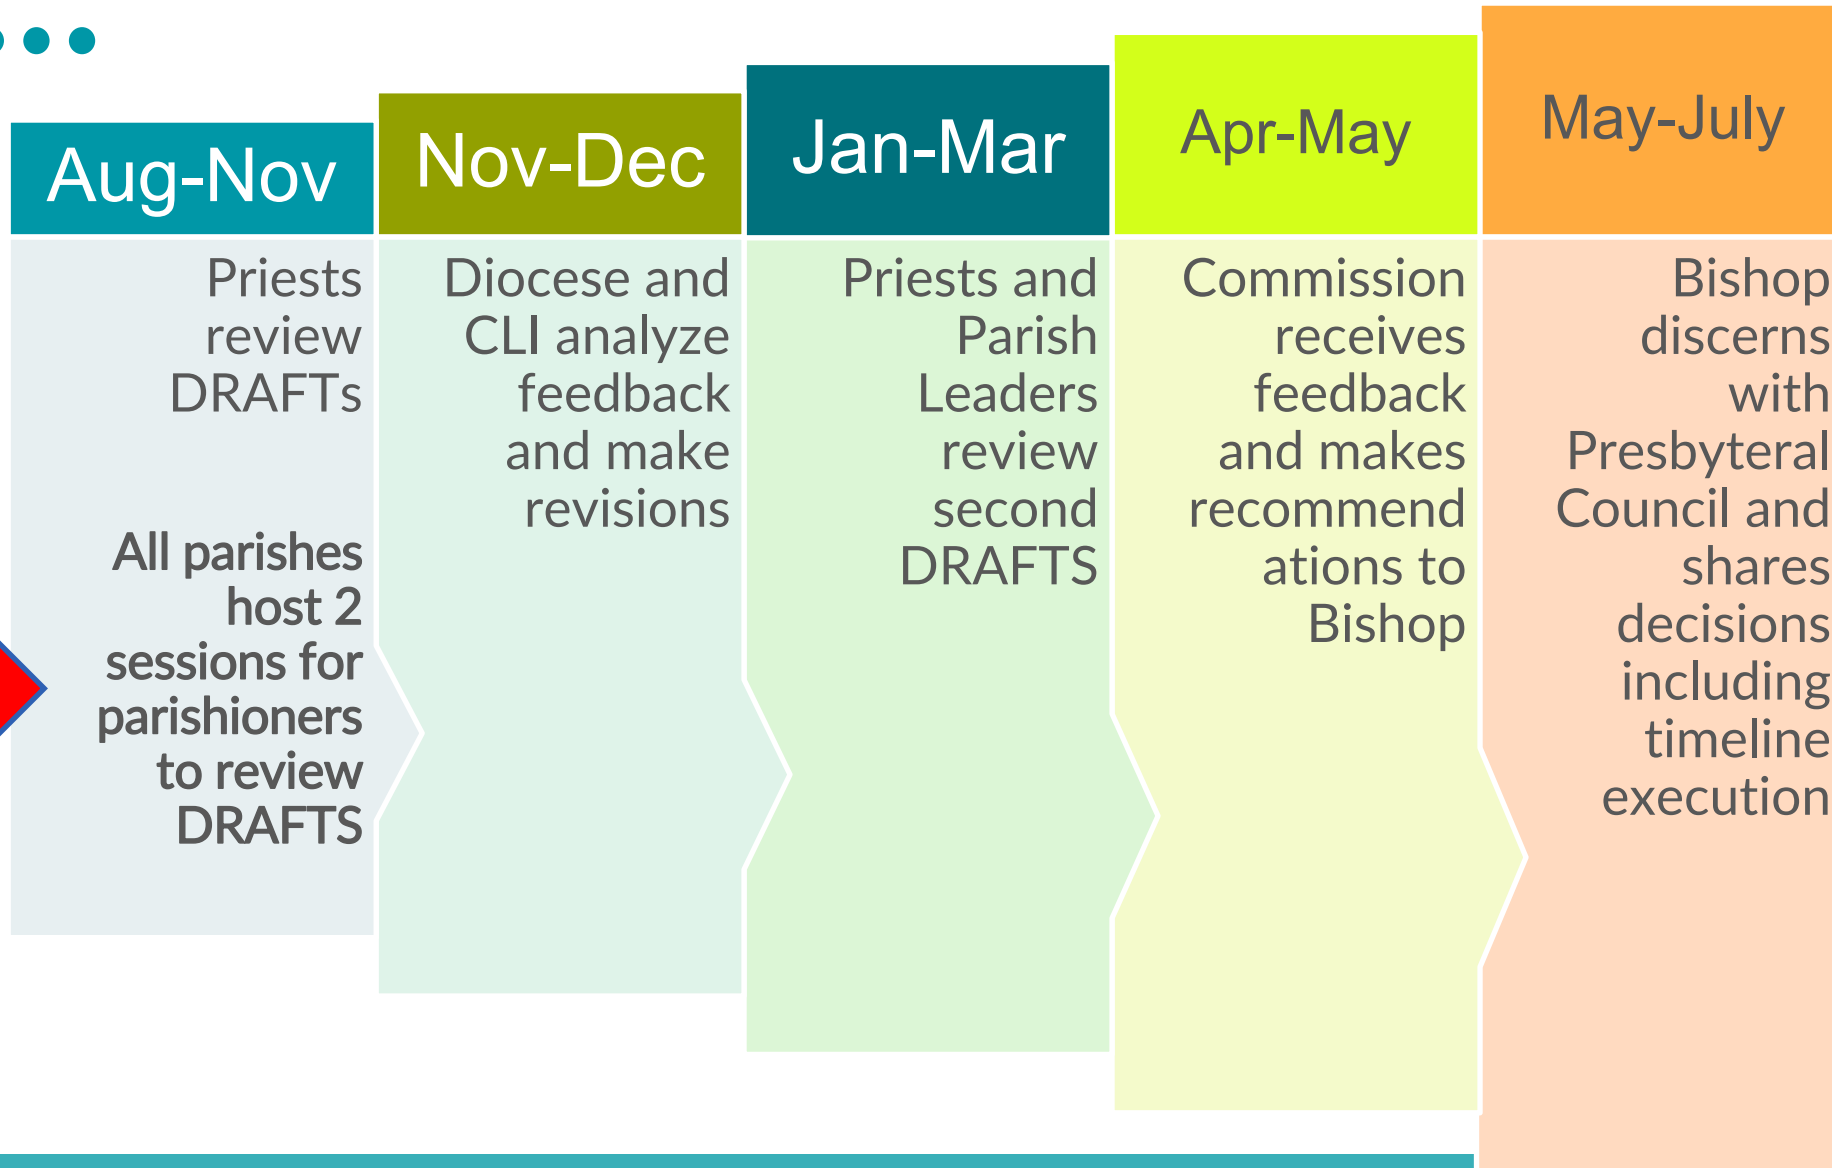 Aug-Nov
Priests
review
DRAFTs
All parishes
host 2
sessions for
parishioners
to review
DRAFTS
Nov-Dec
Diocese and
CLI analyze
feedback
and make
revisions
Jan-Mar
Priests and
Parish
Leaders
review
second
DRAFTS
Apr-May
Commission
receives
feedback
and makes
recommend
ations to
Bishop
May-July
Bishop
discerns
with
Presbyteral
Council and
shares
decisions
including
timeline
execution